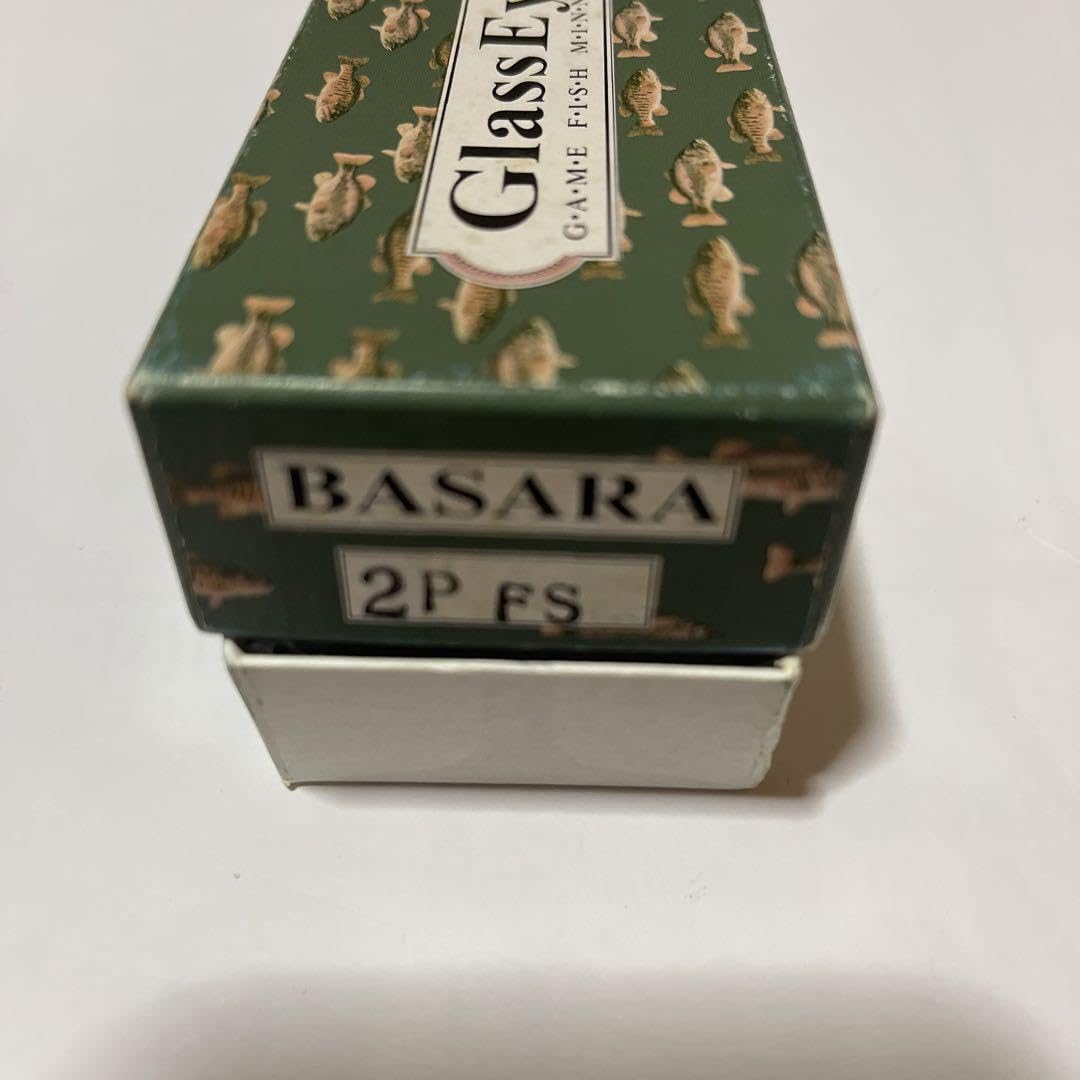 GlassEy
G·A·M·E F·I·S·H M·I·N·N
BASARA
2P FS